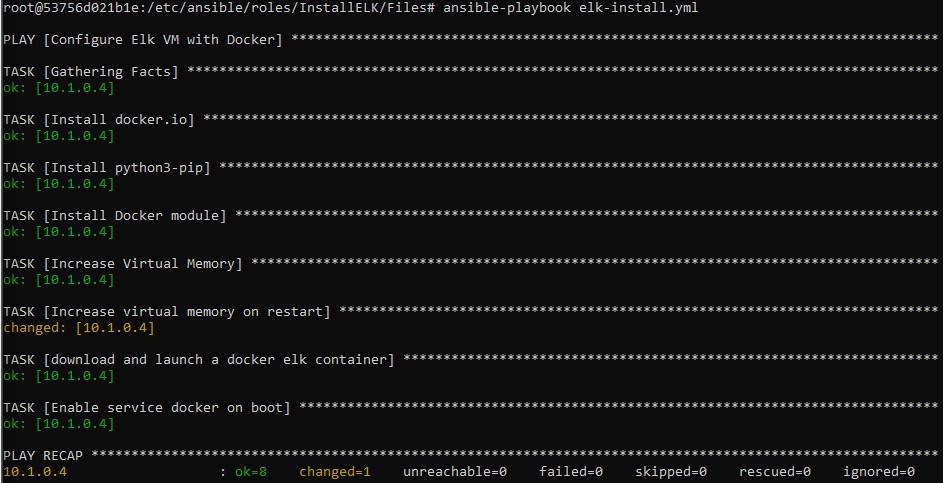 root@53756d021b1e:/etc/ansible/roles/InstallELK/Files# ansible-playbook elk-install.yml
PLAY [Configure Elk VM with Docker] *********************************************************************************
TASK [Gathering Facts] **********************************************************************************************
ok: [10.1.0.4]
TASK [Install docker.io] ********************************************************************************************
ok: [10.1.0.4]
TASK [Install python3-pip] ******************************************************************************************
ok: [10.1.0.4]
TASK [Install Docker module] ****************************************************************************************
ok: [10.1.0.4]
TASK [Increase Virtual Memory] **************************************************************************************
ok: [10.1.0.4]
TASK [Increase virtual memory on restart] ***************************************************************************
changed: [10.1.0.4]
TASK [download and launch a docker elk container] *******************************************************************
ok: [10.1.0.4]
TASK [Enable service docker on boot] ********************************************************************************
ok: [10.1.0.4]
PLAY RECAP **********************************************************************************************************
10.1.0.4                   : ok=8    changed=1    unreachable=0    failed=0    skipped=0    rescued=0    ignored=0